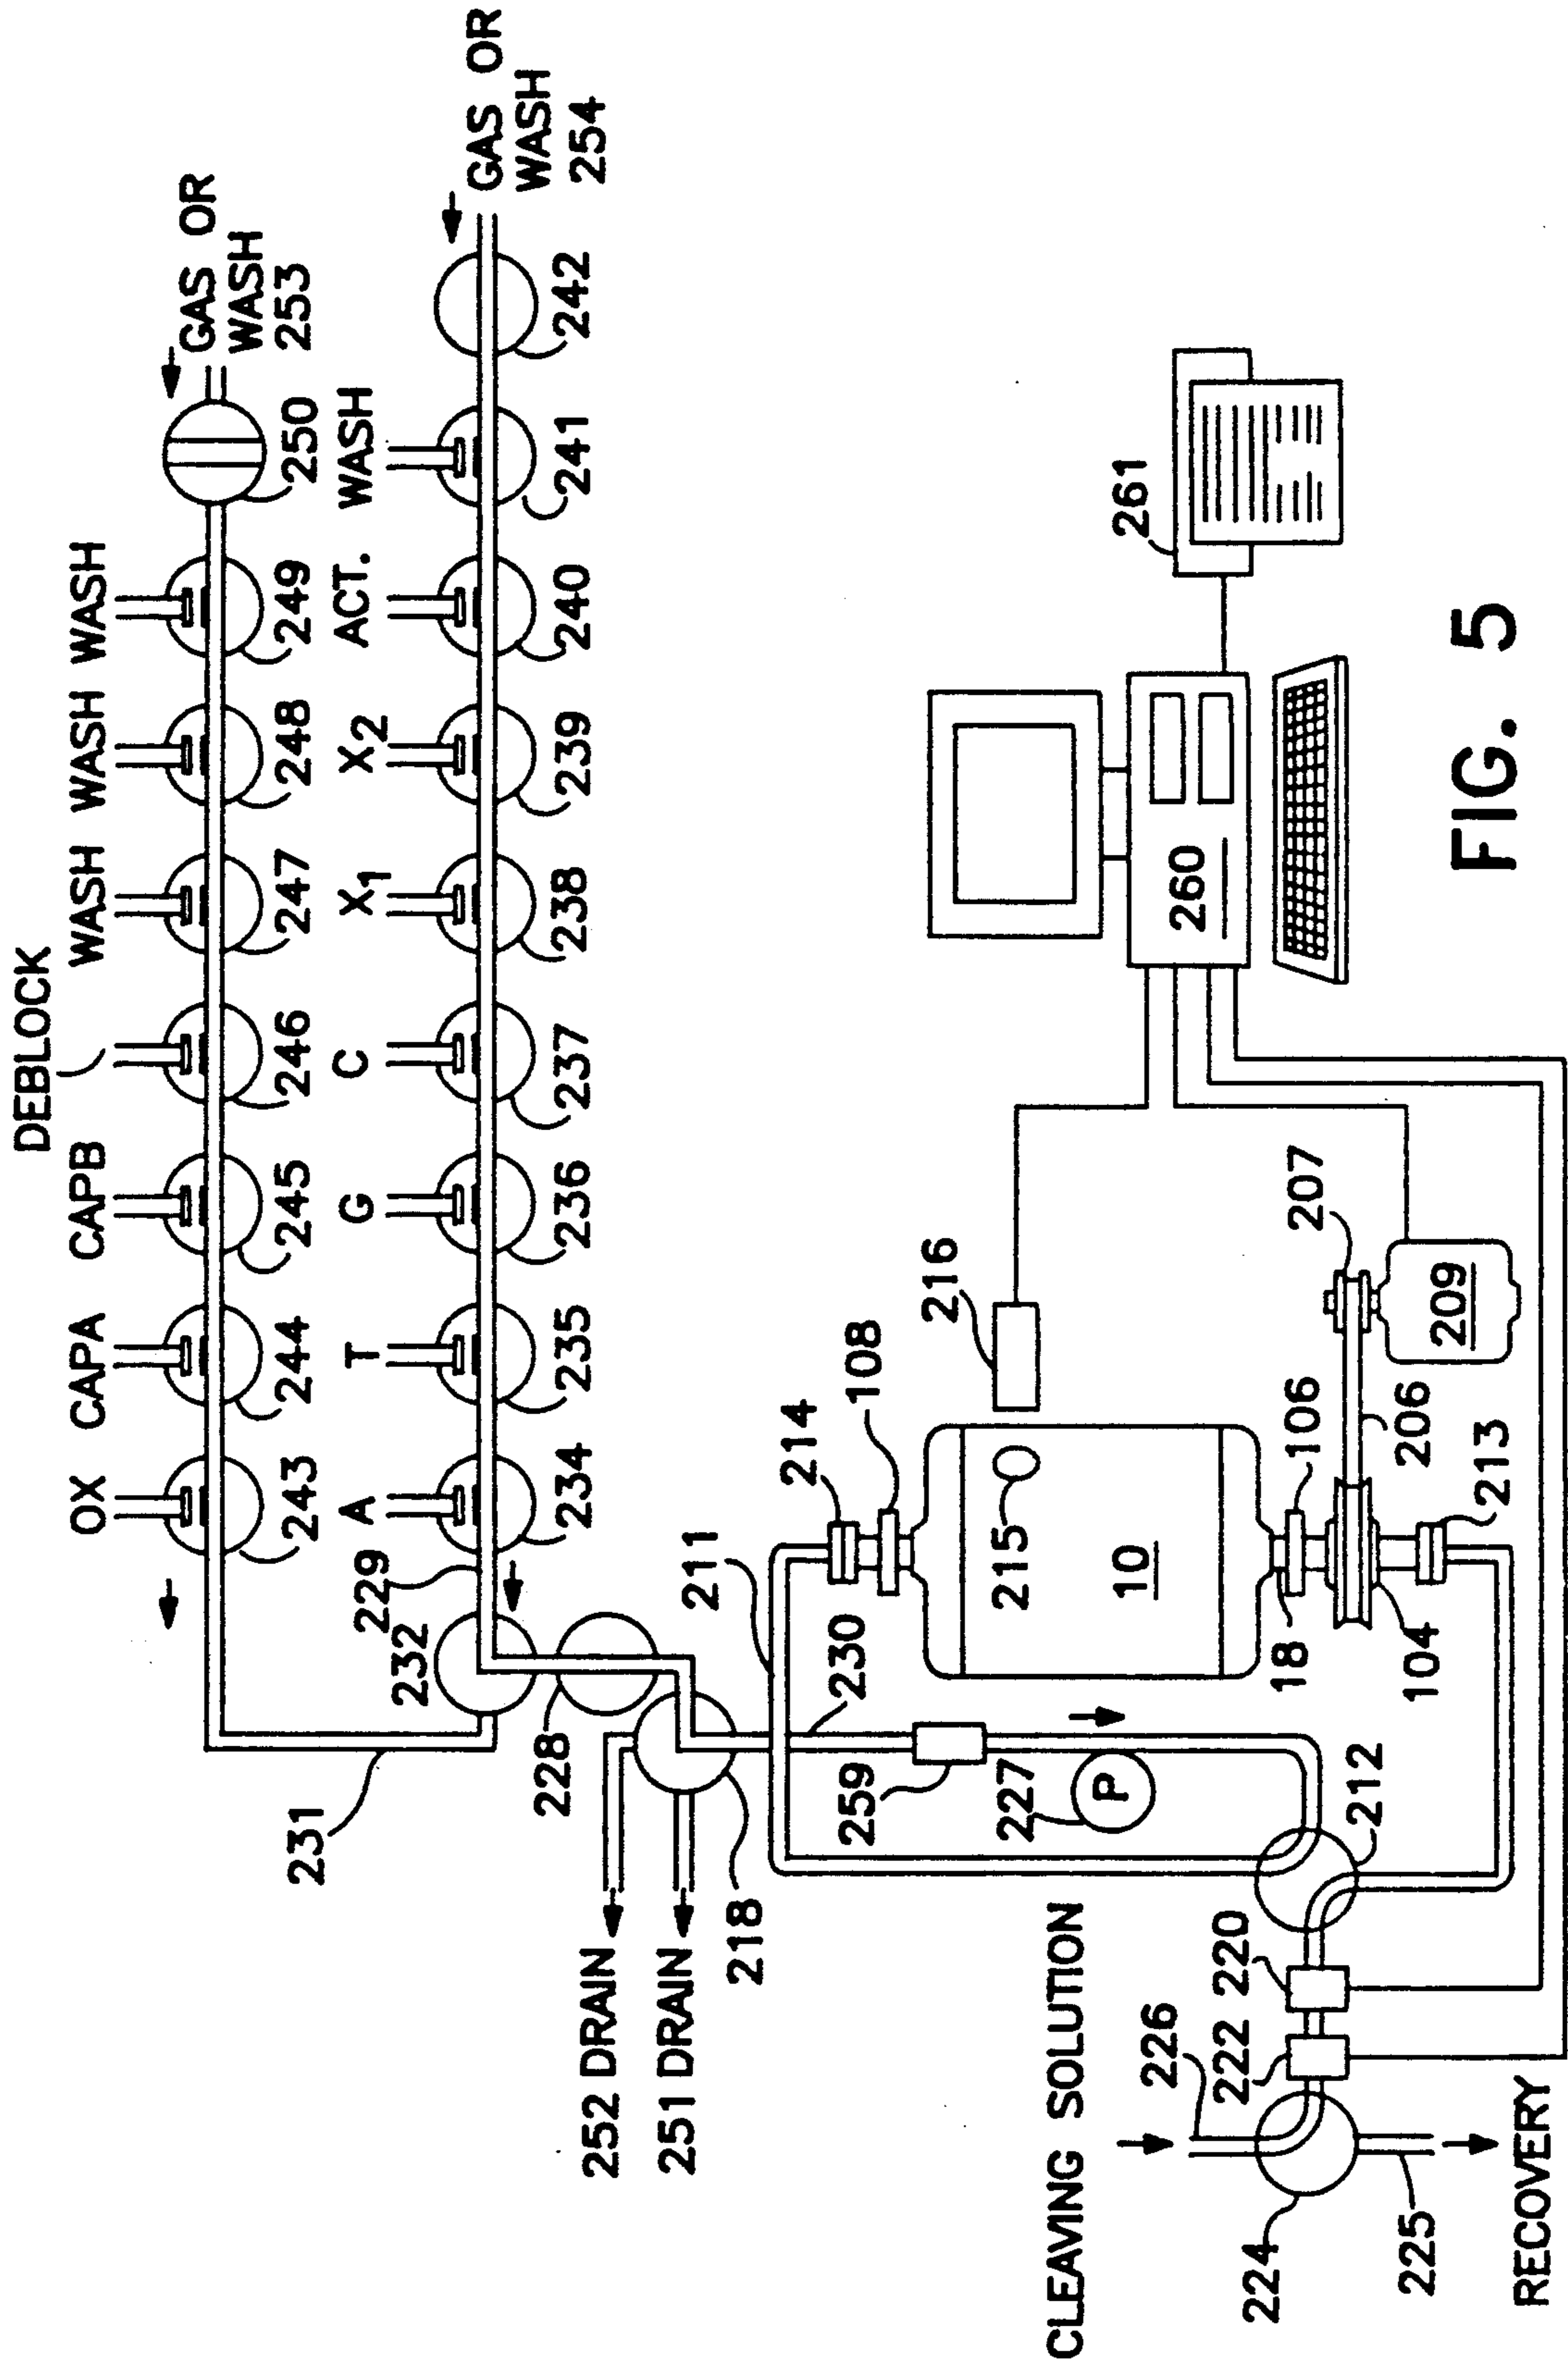 DEBLOCK
OX CAPA CAPB WASH WASH WASH
GAS OR
WASH
253
243 244 245 246 247 248 249 250
A T G C X1 X2 ACT. WASH
GAS OR
WASH
254
229
234 235 236 237 238 239 240 241 242
231
232
228
252 DRAIN
251 DRAIN
218
211
230
259
227
P
212
214
108
216
215
10
18
106
104
206
213
207
209
260
261
CLEAVING SOLUTION
226
222 220
224
225
RECOVERY
FIG. 5